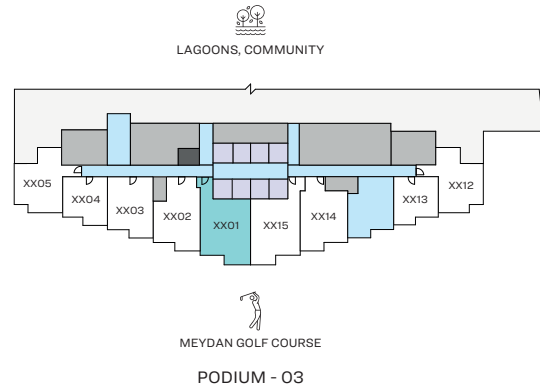 LAGOONS, COMMUNITY
XX05
XX04
XX03
XX02
XX01
XX15
XX14
XX13
XX12
MEYDAN GOLF COURSE
PODIUM - 03